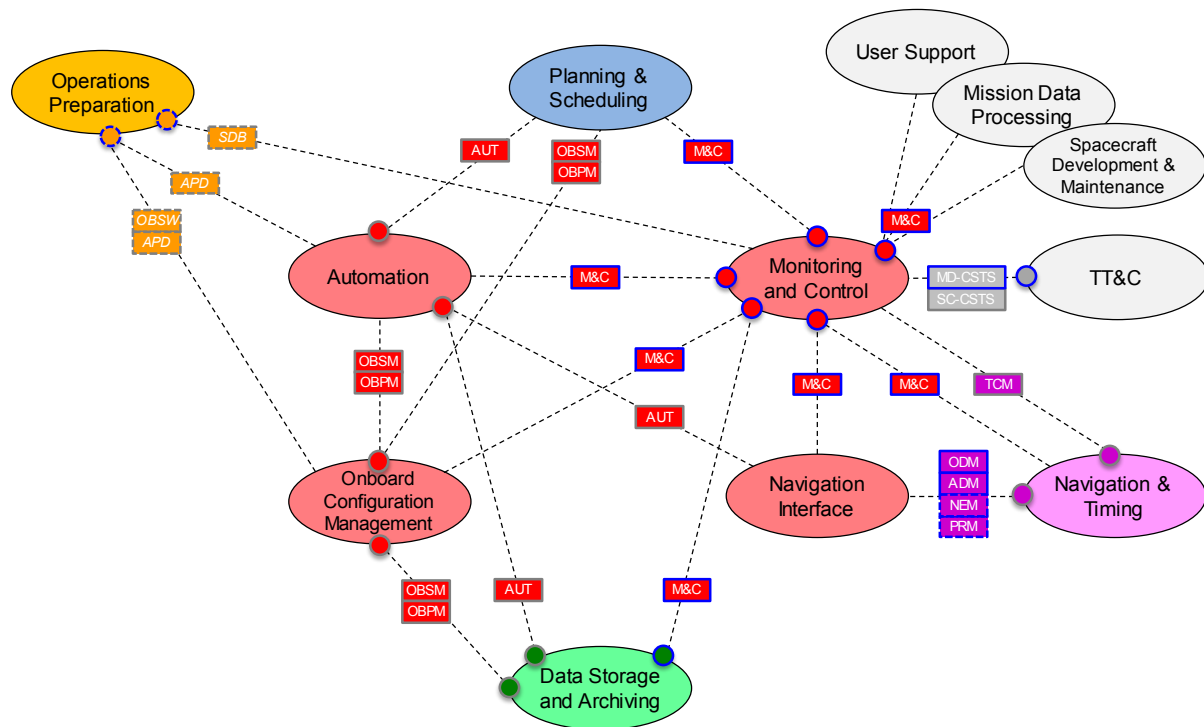 Operations
Preparation
Planning &
Scheduling
User Support
Mission Data
Processing
Spacecraft
Development &
Maintenance
SDB
AUT
OBSM
OBPM
M&C
APD
OBSW
APD
M&C
Automation
M&C
Monitoring
and Control
MD-CSTS
SC-CSTS
TT&C
OBSM
OBPM
M&C
M&C
M&C
TCM
AUT
Onboard
Configuration
Management
Navigation
Interface
ODM
ADM
NEM
PRM
Navigation &
Timing
OBSM
OBPM
AUT
M&C
Data Storage
and Archiving